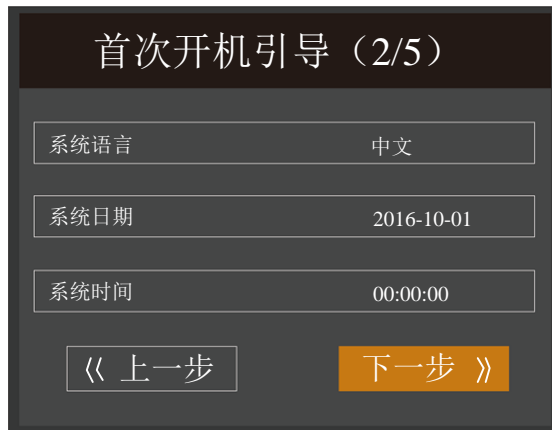 首次开机引导（2/5）
系统语言 中文
系统日期 2016-10-01
系统时间 00:00:00
《 上一步 下一步 》